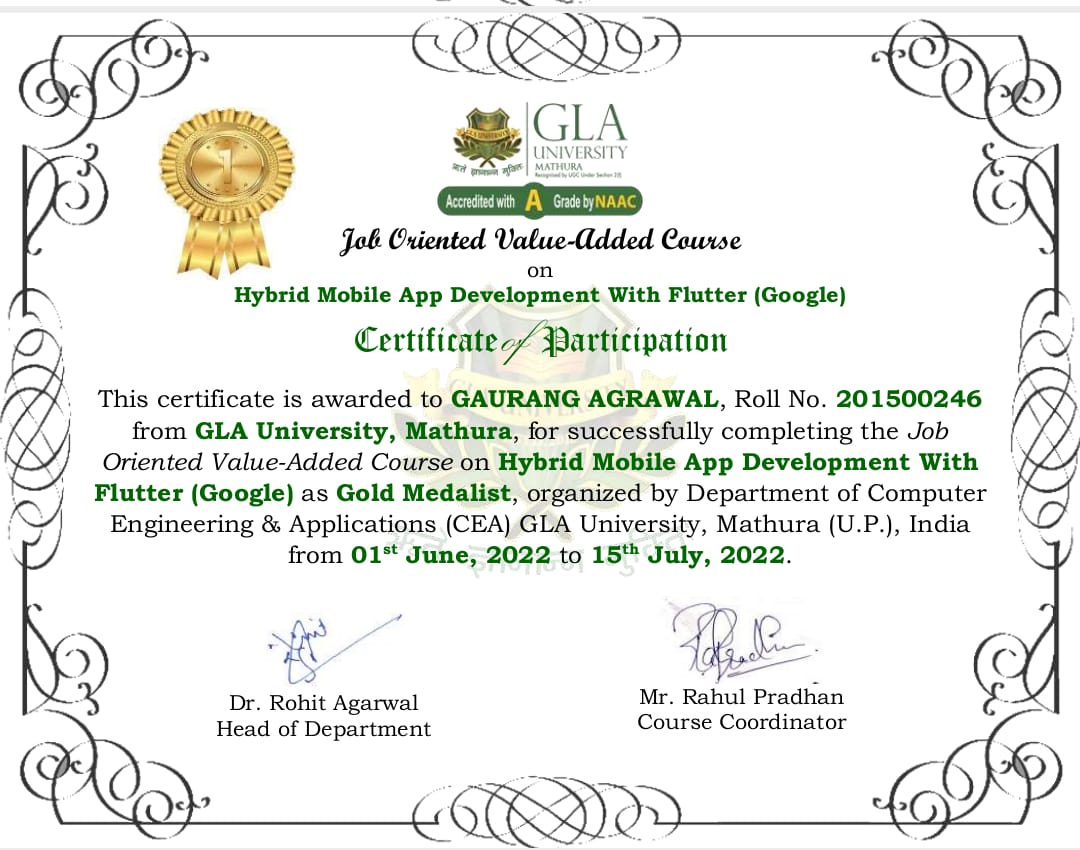 1
GLA UNIVERSITY
GLA
UNIVERSITY
MATHURA
Recognised by UGC Under Section 2(f)
Accredited with A Grade by NAAC
Job Oriented Value-Added Course
on
Hybrid Mobile App Development With Flutter (Google)
Certificate of Participation
This certificate is awarded to GAURANG AGRAWAL, Roll No. 201500246
from GLA University, Mathura, for successfully completing the Job
Oriented Value-Added Course on Hybrid Mobile App Development With
Flutter (Google) as Gold Medalist, organized by Department of Computer
Engineering & Applications (CEA) GLA University, Mathura (U.P.), India
from 01st June, 2022 to 15th July, 2022.
Dr. Rohit Agarwal
Head of Department
Mr. Rahul Pradhan
Course Coordinator